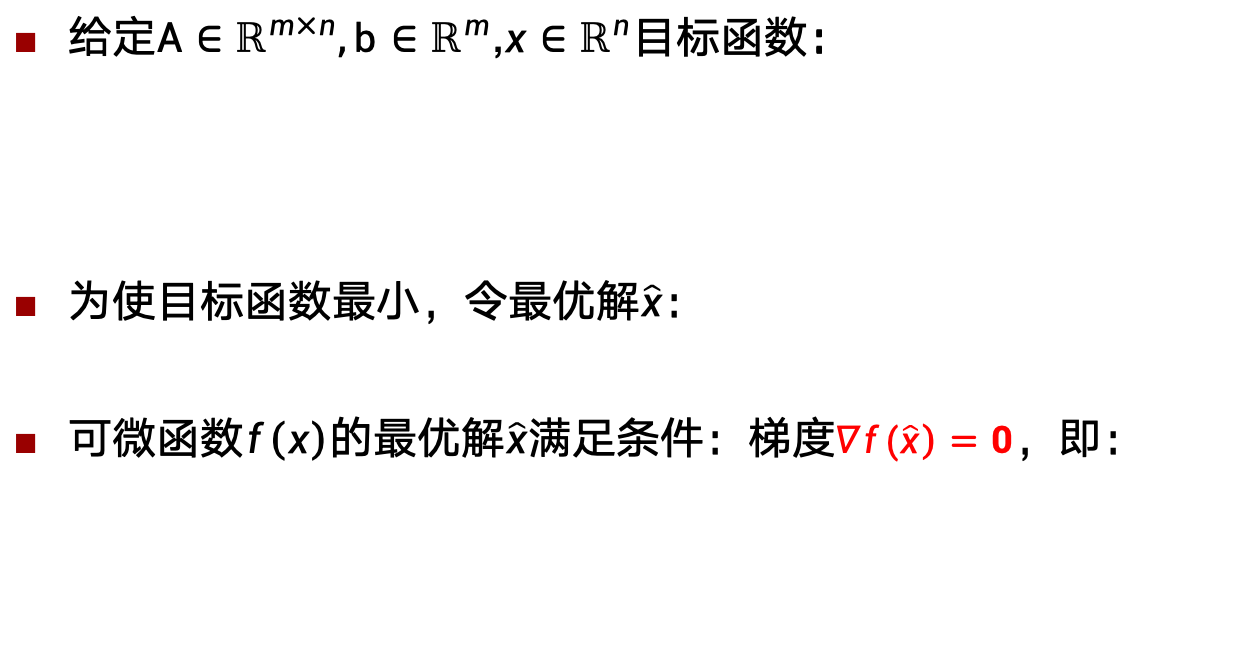 给定A ∈ ℝ^{m×n},b ∈ ℝ^m,x ∈ ℝ^n目标函数:
为使目标函数最小，令最优解x̂:
可微函数f(x)的最优解x̂满足条件：梯度∇f(x̂) = 0，即: